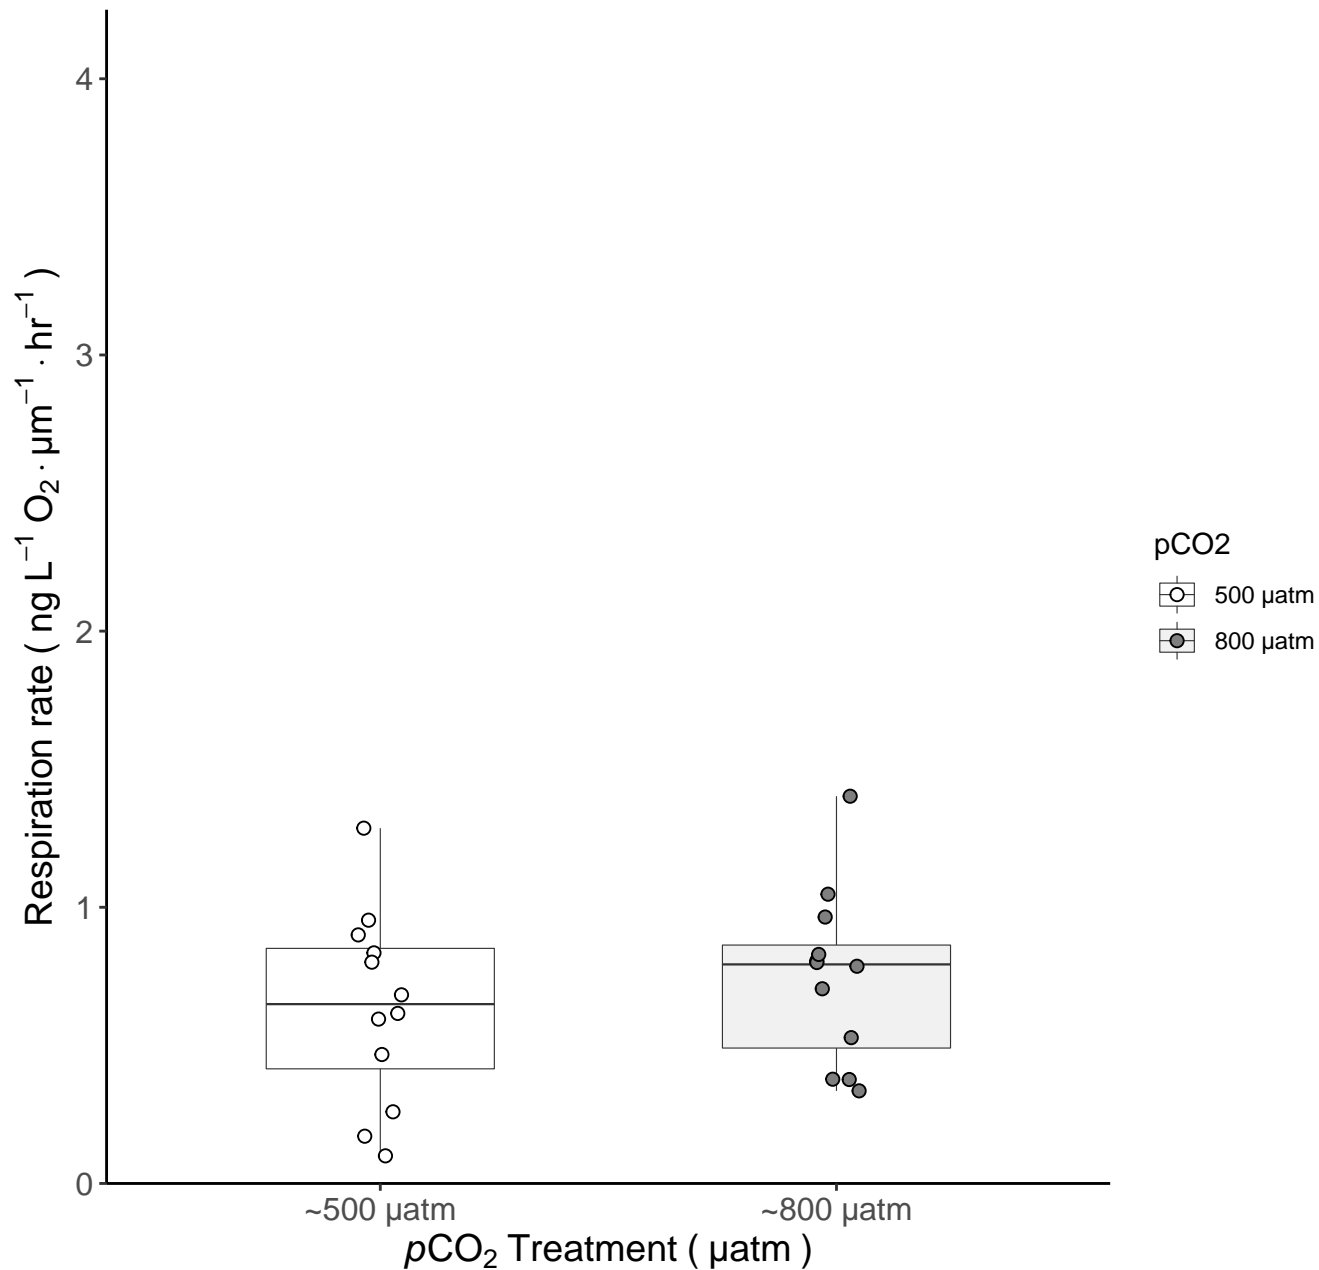 Respiration rate ( ng L⁻¹ O₂ · µm⁻¹ · hr⁻¹ )
4
3
2
1
0
~500 µatm
~800 µatm
pCO₂ Treatment ( µatm )
pCO2
500 µatm
800 µatm